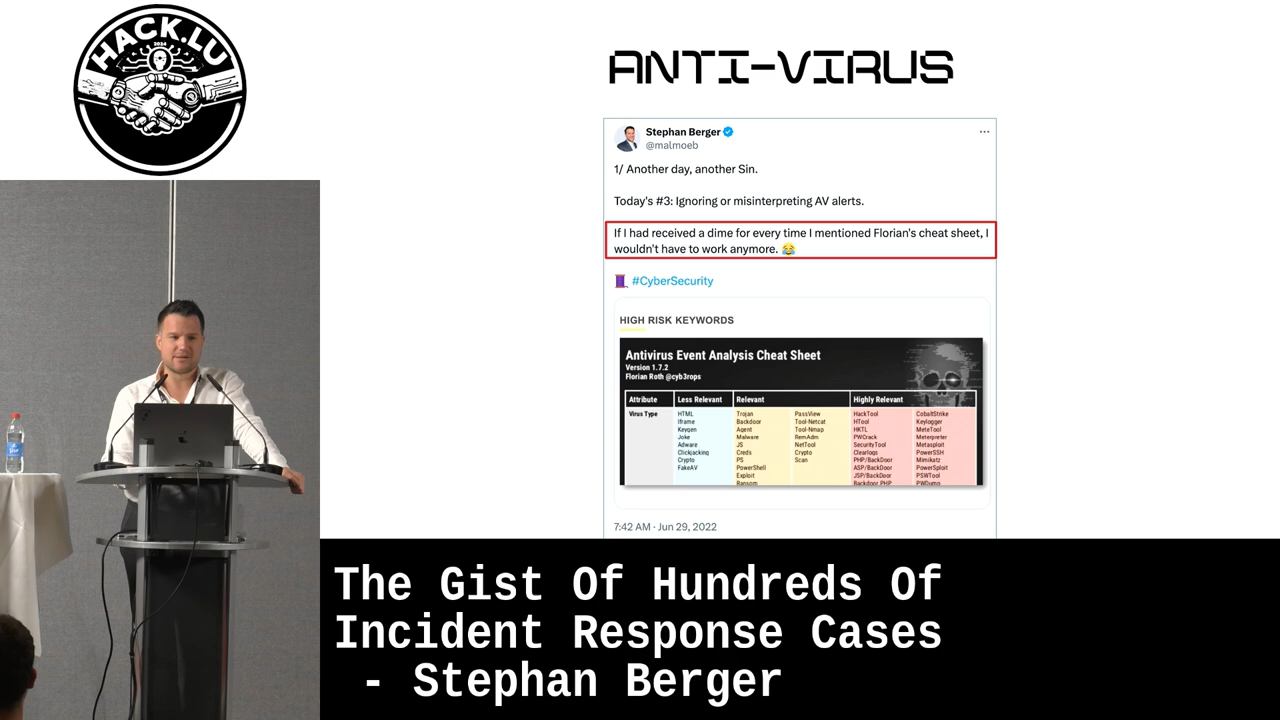 HACK.LU
2024
ANTI-VIRUS
Stephan Berger
@malmoeb
1/ Another day, another Sin.
Today's #3: Ignoring or misinterpreting AV alerts.
If I had received a dime for every time I mentioned Florian's cheat sheet, I
wouldn't have to work anymore. 😂
🧵 #CyberSecurity
HIGH RISK KEYWORDS
Antivirus Event Analysis Cheat Sheet
Version 1.7.2
Florian Roth @cyb3rops
Attribute Less Relevant Relevant Highly Relevant
Virus Type HTML Trojan PassView HackTool CobaltStrike
Iframe Backdoor Tool-Netcat HTool Keylogger
Keygen Agent Tool-Nmap HKTL MeteTool
Joke Malware RemAdm PWCrack Meterpreter
Adware JS NetTool SecurityTool Metasploit
Clickjacking Creds Crypto Clearlogs PowerSSH
Crypto PS Scan PHP/BackDoor Mimikatz
FakeAV PowerShell ASP/BackDoor PowerSploit
Exploit JSP/BackDoor PSWTool
Ransom Backdoor.PHP PWDump
7:42 AM · Jun 29, 2022
The Gist Of Hundreds Of
Incident Response Cases
- Stephan Berger